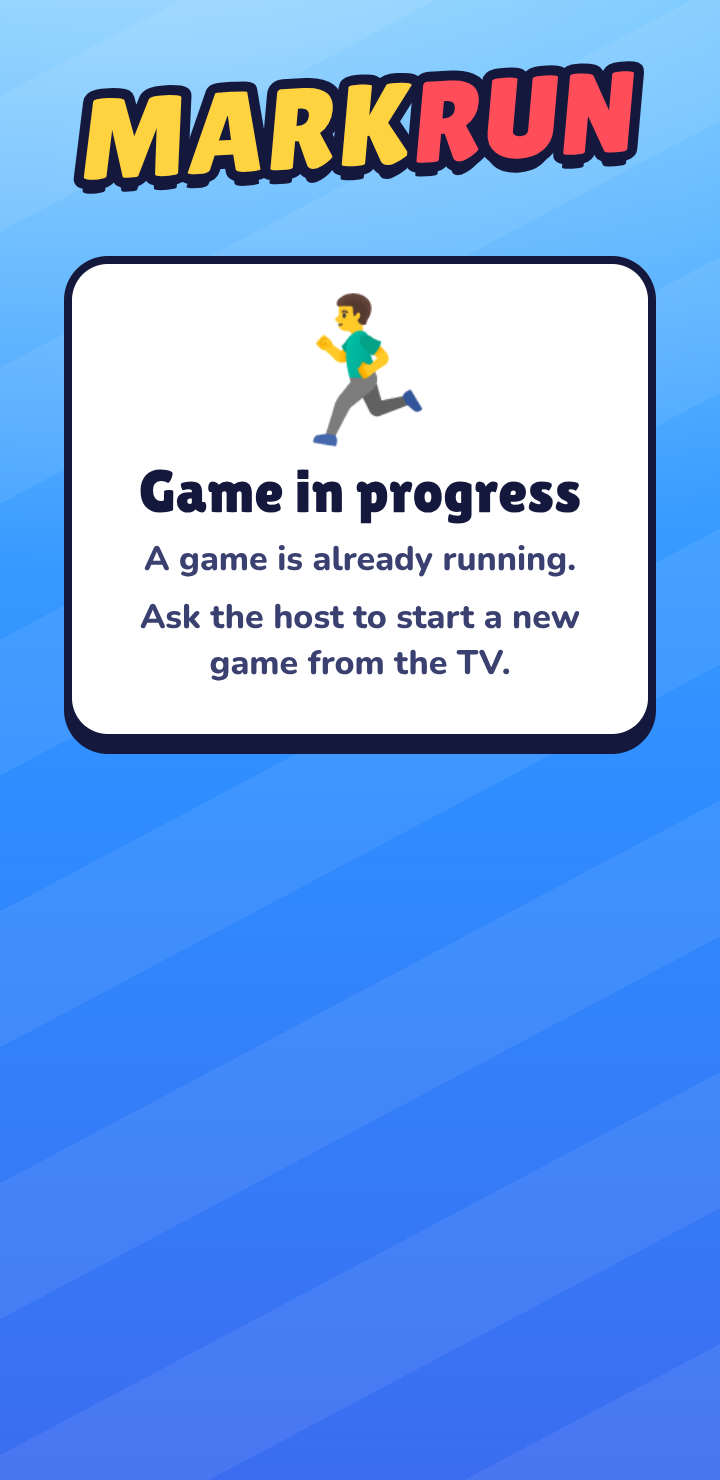 MARKRUN
Game in progress
A game is already running.
Ask the host to start a new
game from the TV.